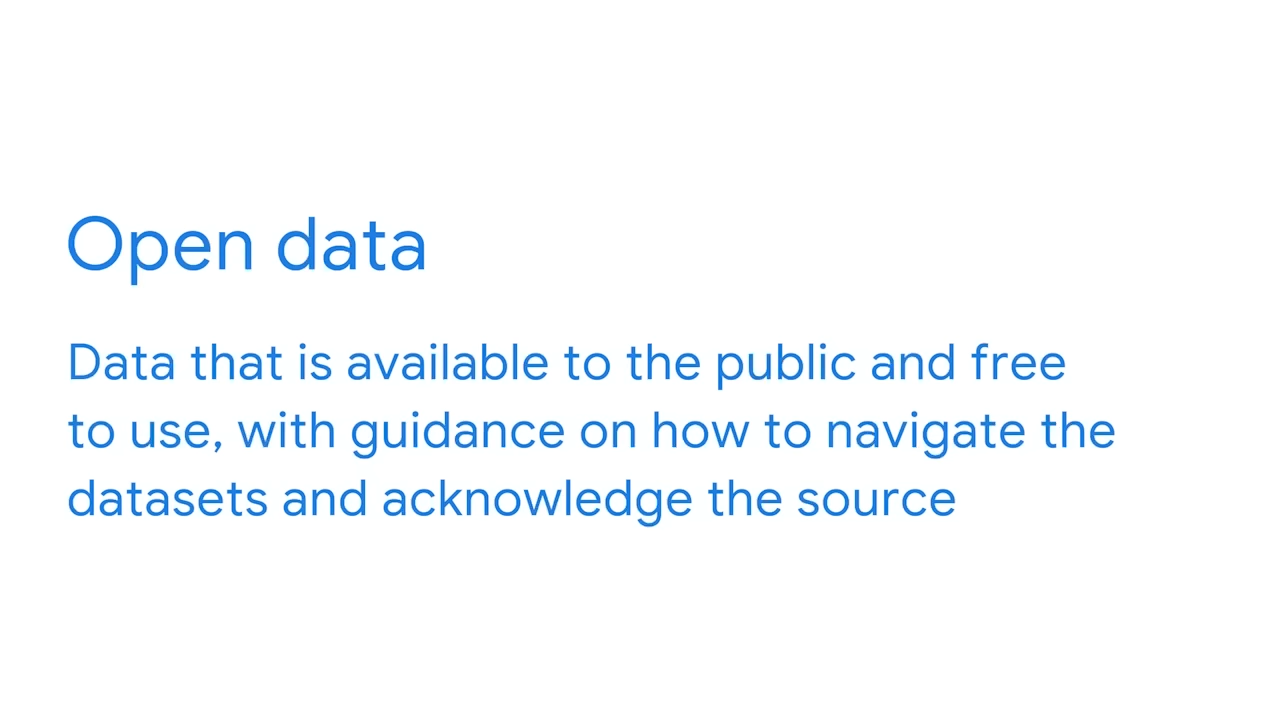 Open data
Data that is available to the public and free
to use, with guidance on how to navigate the
datasets and acknowledge the source